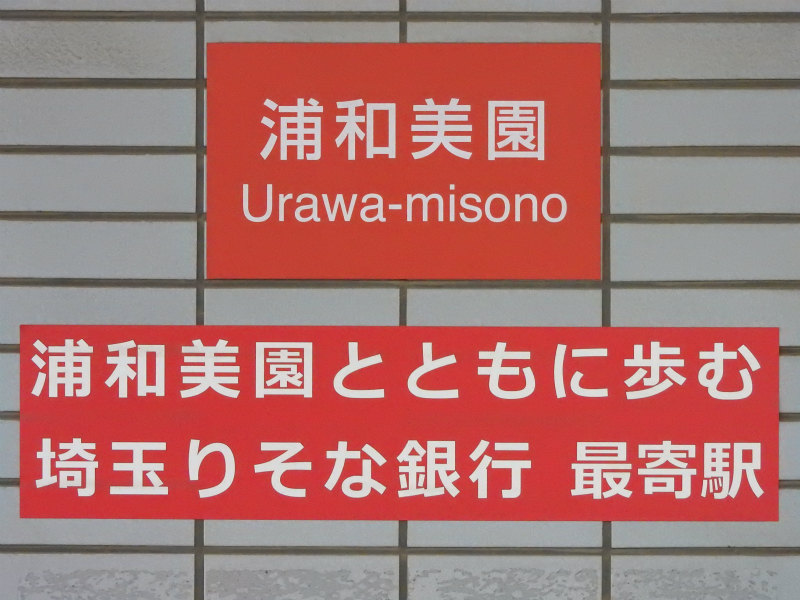 浦和美園
Urawa-misono
浦和美園とともに歩む
埼玉りそな銀行 最寄駅